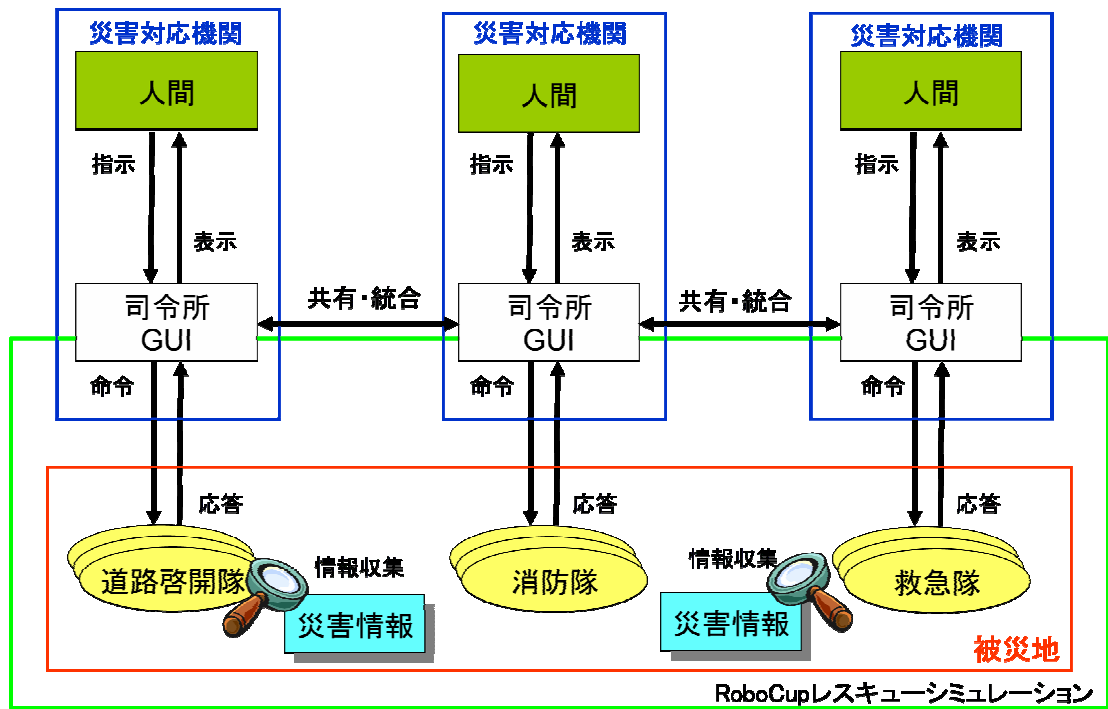 災害対応機関
災害対応機関
災害対応機関
人間
人間
人間
指示
指示
指示
表示
表示
表示
共有・統合
共有・統合
司令所
GUI
司令所
GUI
司令所
GUI
命令
命令
命令
応答
応答
応答
道路啓開隊
情報収集
消防隊
情報収集
救急隊
災害情報
災害情報
被災地
RoboCupレスキューシミュレーション